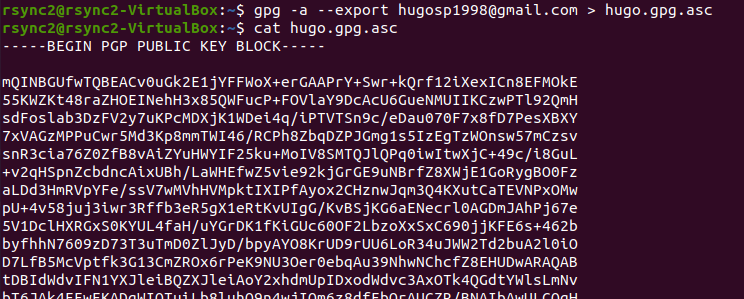 rsync2@rsync2-VirtualBox:~$ gpg -a --export hugosp1998@gmail.com > hugo.gpg.asc
rsync2@rsync2-VirtualBox:~$ cat hugo.gpg.asc
-----BEGIN PGP PUBLIC KEY BLOCK-----
mQINBGUfwTQBEACv0uGk2E1jYFFWoX+erGAAPrY+Swr+kQrf12iXexICn8EFMOkE
55KWZKt48raZHOEINehH3x85QWFucP+FOVlaY9DcAcU6GueNMUIIKCzwPTl92QmH
sdFoslab3DzFV2y7uKPcMDXjK1WDei4q/iPTVTSn9c/eDau070F7x8fD7PesXBXY
7xVAGzMPPuCwr5Md3Kp8mmTWI46/RCPh8ZbqDZPJGmg1s5IzEgTzWOnsw57mCzsv
snR3cia76Z0ZfB8vAiZYuHWYIF25ku+MoIV8SMTQJlQPq0iwItwXjC+49c/i8GuL
+v2qHSpnZcbdncAixUBh/LaWHEfwZ5vie92kjGrGE9uNBrfZ8XWjE1GoRygBO0Fz
aLDd3HmRVpYFe/ssV7wMVhHVMpktIXIPfAyox2CHznwJqm3Q4KXutCaTEVNPxOMw
pU+4v58juj3iwr3Rffb3eR5gX1eRtKvUIgG/KvBSjKG6aENecrl0AGDmJAhPj67e
5V1DclHXRGxS0KYUL4faH/uYGrDK1fKiGUc60OF2LbzoXxSxC690jjKFE6s+462b
byfhhN7609zD73T3uTmD0ZlJyD/bpyAYO8KrUD9rUU6LoR34uJWW2Td2buA2l0iO
D7LfB5McVptfk3G13CmZROx6rPeK9NU3Oer0ebqAu39NhwNChcfZ8EHUDwARAQAB
tDBIdWdvIFN1YXJleiBQZXJleiAoY2xhdmUpIDxodWdvc3AxOTk4QGdtYWlsLmNv